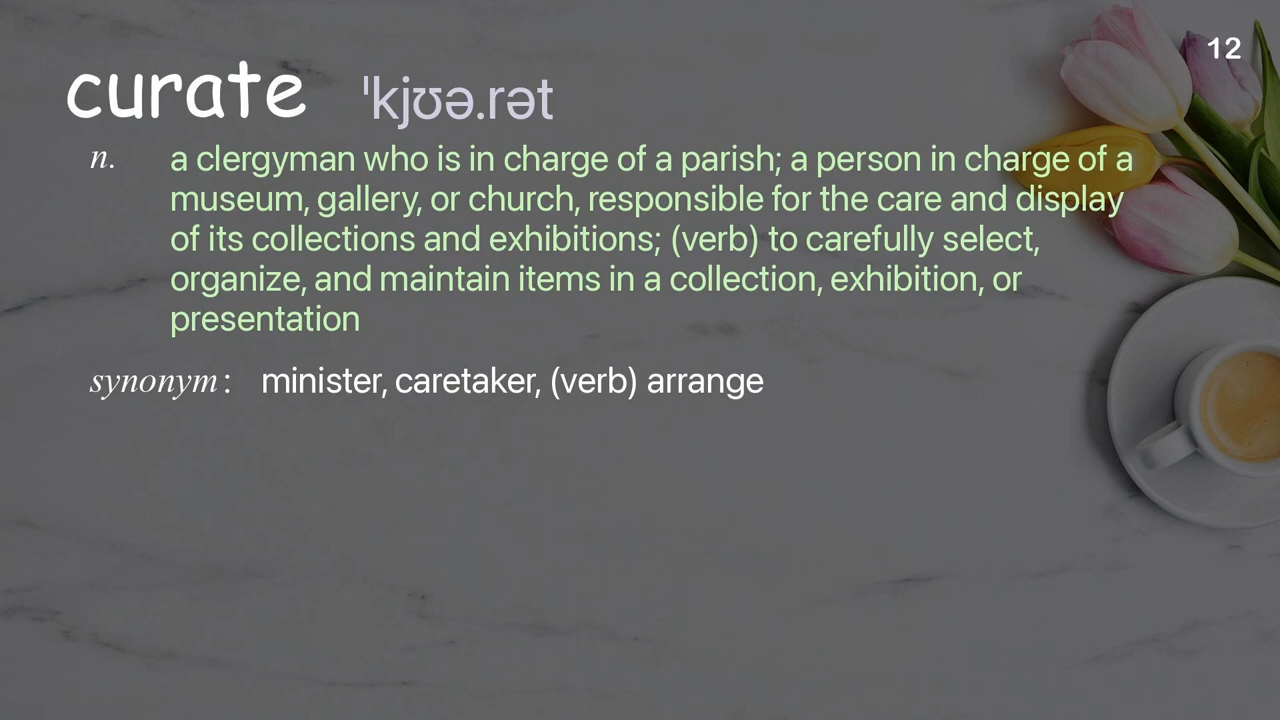 12
curate ˈkjʊə.rət
n. a clergyman who is in charge of a parish; a person in charge of a
museum, gallery, or church, responsible for the care and display
of its collections and exhibitions; (verb) to carefully select,
organize, and maintain items in a collection, exhibition, or
presentation
synonym: minister, caretaker, (verb) arrange